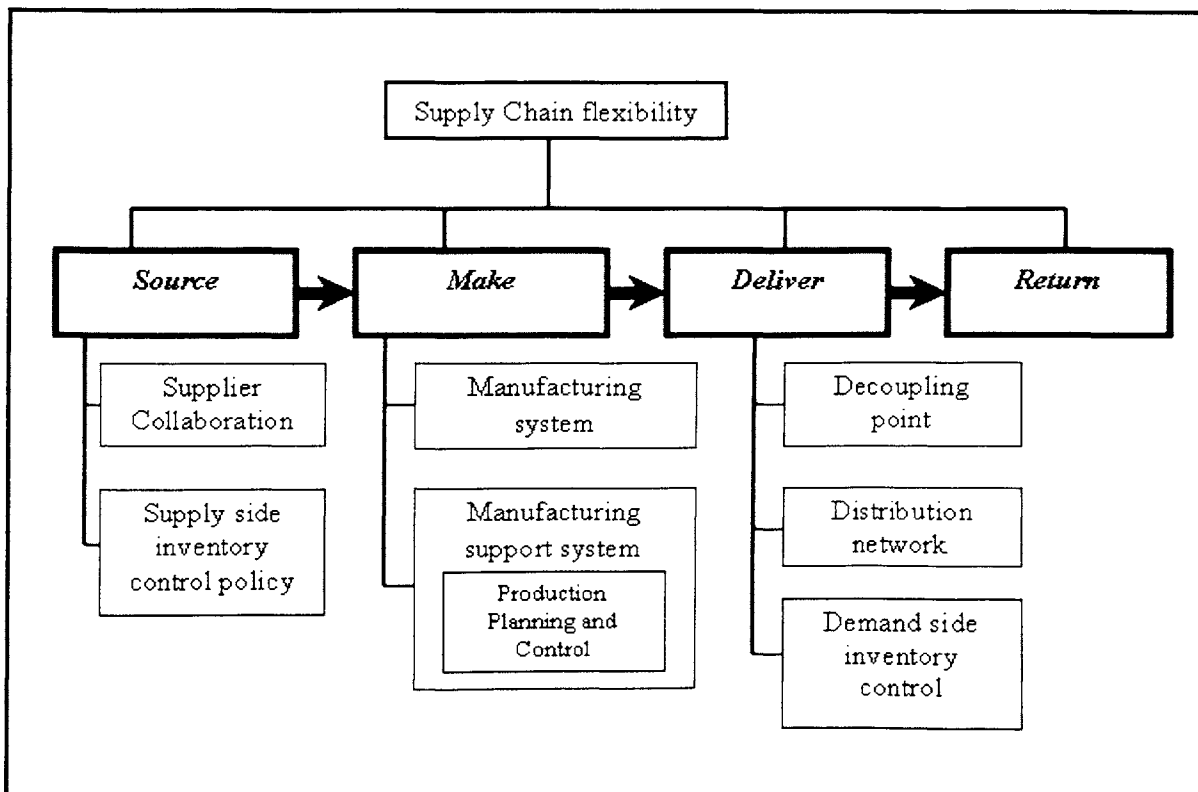 Supply Chain flexibility
Source
Make
Deliver
Return
Supplier
Collaboration
Supply side
inventory
control policy
Manufacturing
system
Manufacturing
support system
Production
Planning and
Control
Decoupling
point
Distribution
network
Demand side
inventory
control